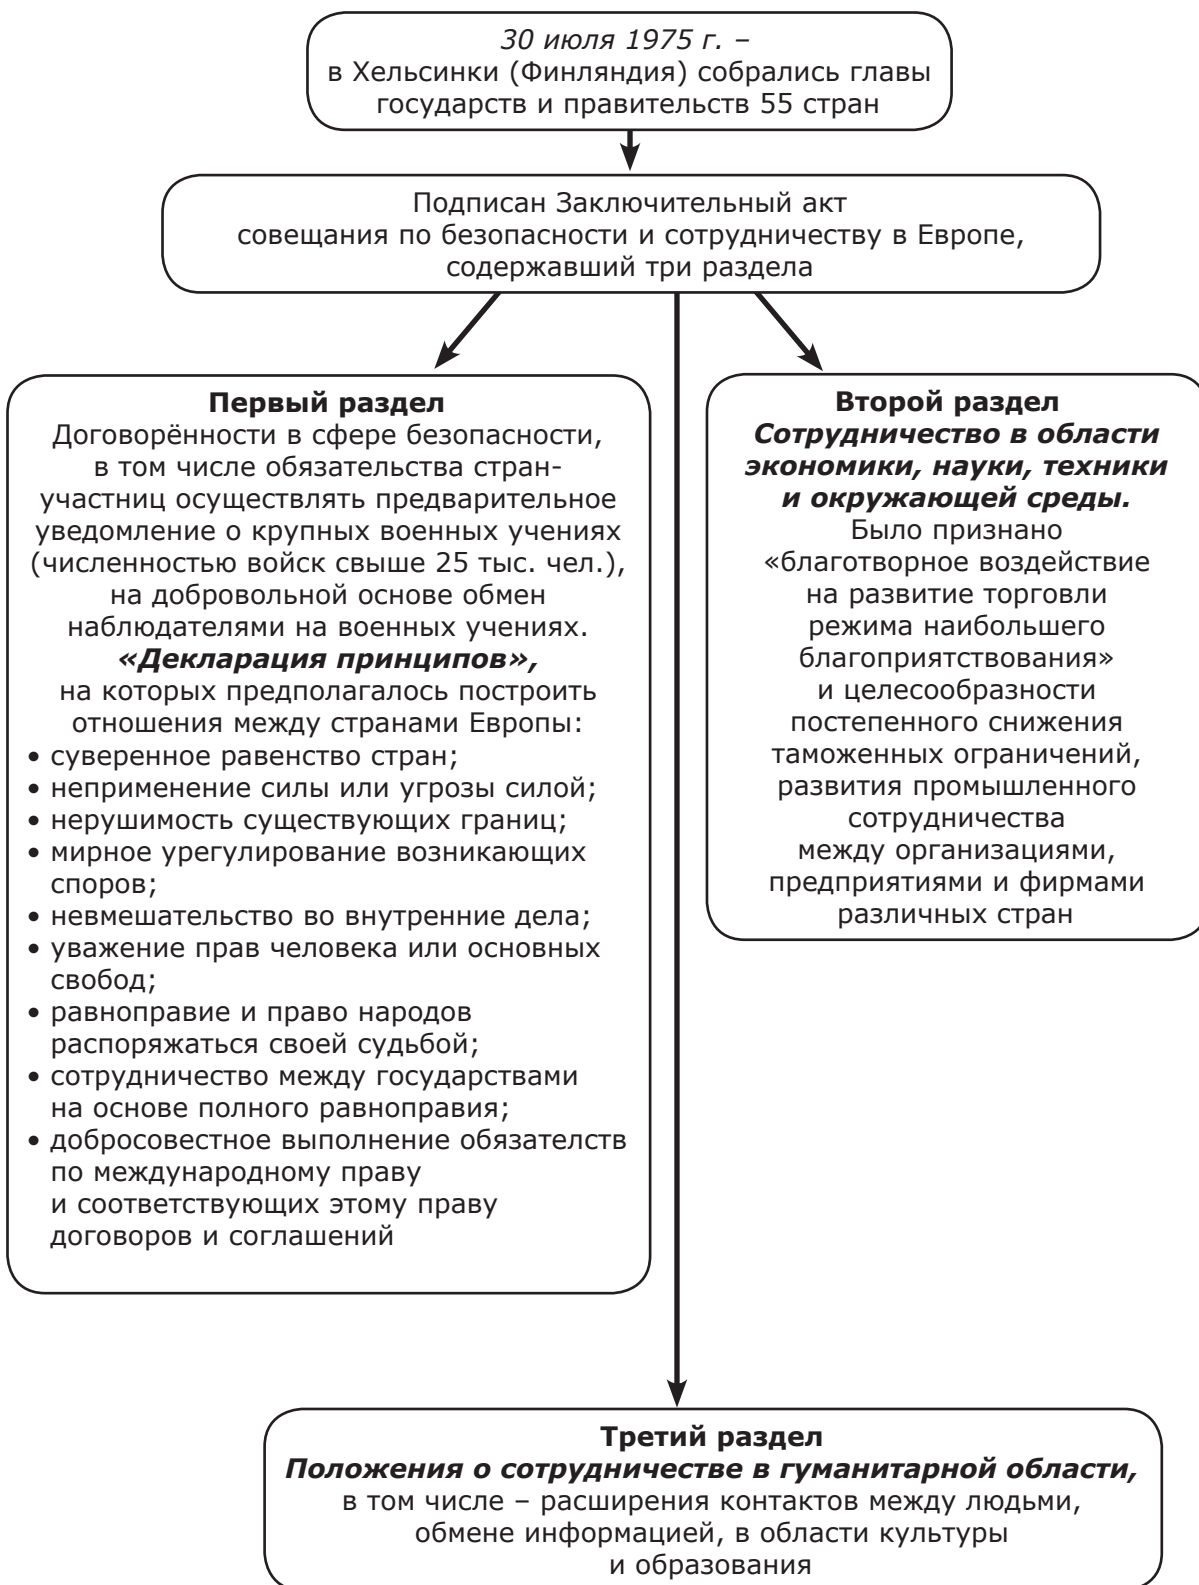 30 июля 1975 г. –
в Хельсинки (Финляндия) собрались главы
государств и правительств 55 стран
Подписан Заключительный акт
совещания по безопасности и сотрудничеству в Европе,
содержавший три раздела
Первый раздел
Договорённости в сфере безопасности,
в том числе обязательства стран-
участниц осуществлять предварительное
уведомление о крупных военных учениях
(численностью войск свыше 25 тыс. чел.),
на добровольной основе обмен
наблюдателями на военных учениях.
«Декларация принципов»,
на которых предполагалось построить
отношения между странами Европы:
• суверенное равенство стран;
• неприменение силы или угрозы силой;
• нерушимость существующих границ;
• мирное урегулирование возникающих
споров;
• невмешательство во внутренние дела;
• уважение прав человека или основных
свобод;
• равноправие и право народов
распоряжаться своей судьбой;
• сотрудничество между государствами
на основе полного равноправия;
• добросовестное выполнение обязателств
по международному праву
и соответствующих этому праву
договоров и соглашений
Второй раздел
Сотрудничество в области
экономики, науки, техники
и окружающей среды.
Было признано
«благотворное воздействие
на развитие торговли
режима наибольшего
благоприятствования»
и целесообразности
постепенного снижения
таможенных ограничений,
развития промышленного
сотрудничества
между организациями,
предприятиями и фирмами
различных стран
Третий раздел
Положения о сотрудничестве в гуманитарной области,
в том числе – расширения контактов между людьми,
обмене информацией, в области культуры
и образования